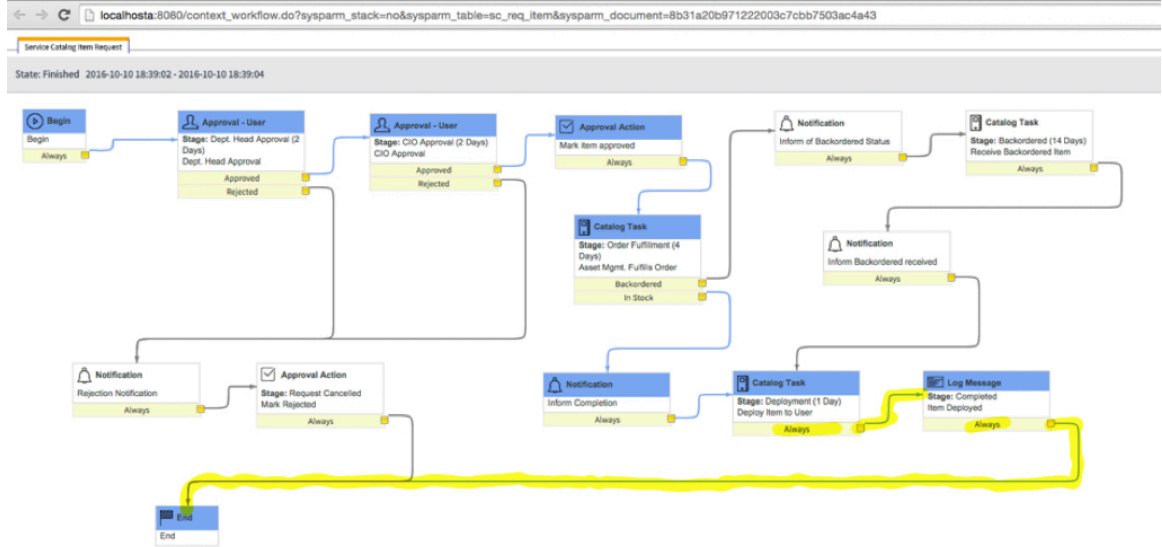 localhosta:8080/context_workflow.do?sysparm_stack=no&sysparm_table=sc_req_item&sysparm_document=8b31a20b971222003c7cbb7503ac4a43
Service Catalog Item Request
State: Finished 2016-10-10 18:39:02 - 2016-10-10 18:39:04
Begin
Begin
Always
Approval - User
Stage: Dept. Head Approval (2
Days)
Dept. Head Approval
Approved
Rejected
Approval - User
Stage: CIO Approval (2 Days)
CIO Approval
Approved
Rejected
Approval Action
Mark item approved
Always
Notification
Inform of Backordered Status
Always
Catalog Task
Stage: Backordered (14 Days)
Receive Backordered Item
Always
Catalog Task
Stage: Order Fulfillment (4
Days)
Asset Mgmt. Fulfills Order
Backordered
In Stock
Notification
Inform Backordered received
Always
Notification
Rejection Notification
Always
Approval Action
Stage: Request Cancelled
Mark Rejected
Always
Notification
Inform Completion
Always
Catalog Task
Stage: Deployment (1 Day)
Deploy Item to User
Always
Log Message
Stage: Completed
Item Deployed
Always
End
End